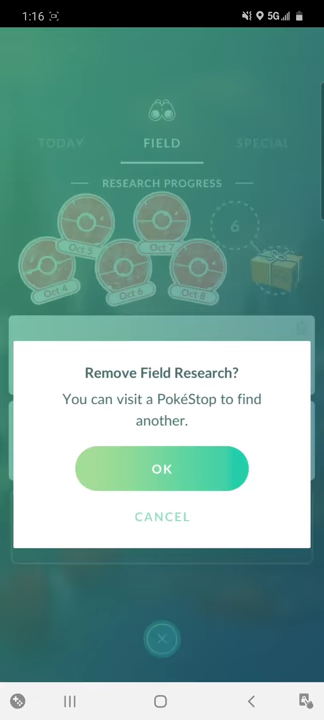 1:16
5G
TODAY
FIELD
SPECIAL
RESEARCH PROGRESS
Oct 5
Oct 7
6
Oct 4
Oct 6
Oct 8
Remove Field Research?
You can visit a PokéStop to find
another.
OK
CANCEL